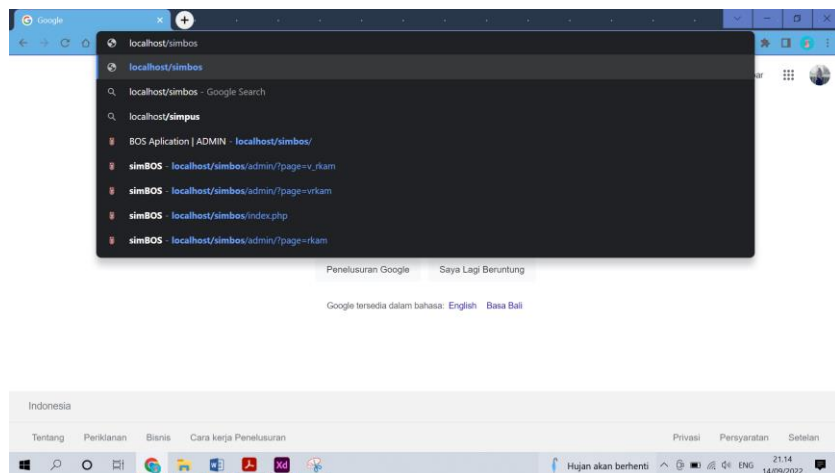 Google
localhost/simbos
localhost/simbos
localhost/simbos - Google Search
localhost/simpus
BOS Aplication | ADMIN - localhost/simbos/
simBOS - localhost/simbos/admin/?page=v_rkam
simBOS - localhost/simbos/admin/?page=vrkam
simBOS - localhost/simbos/index.php
simBOS - localhost/simbos/admin/?page=rkam
Penelusuran Google Saya Lagi Beruntung
Google tersedia dalam bahasa: English Basa Bali
Indonesia
Tentang Periklanan Bisnis Cara kerja Penelusuran Privasi Persyaratan Setelan
Hujan akan berhenti ENG 21.14
14/09/2022